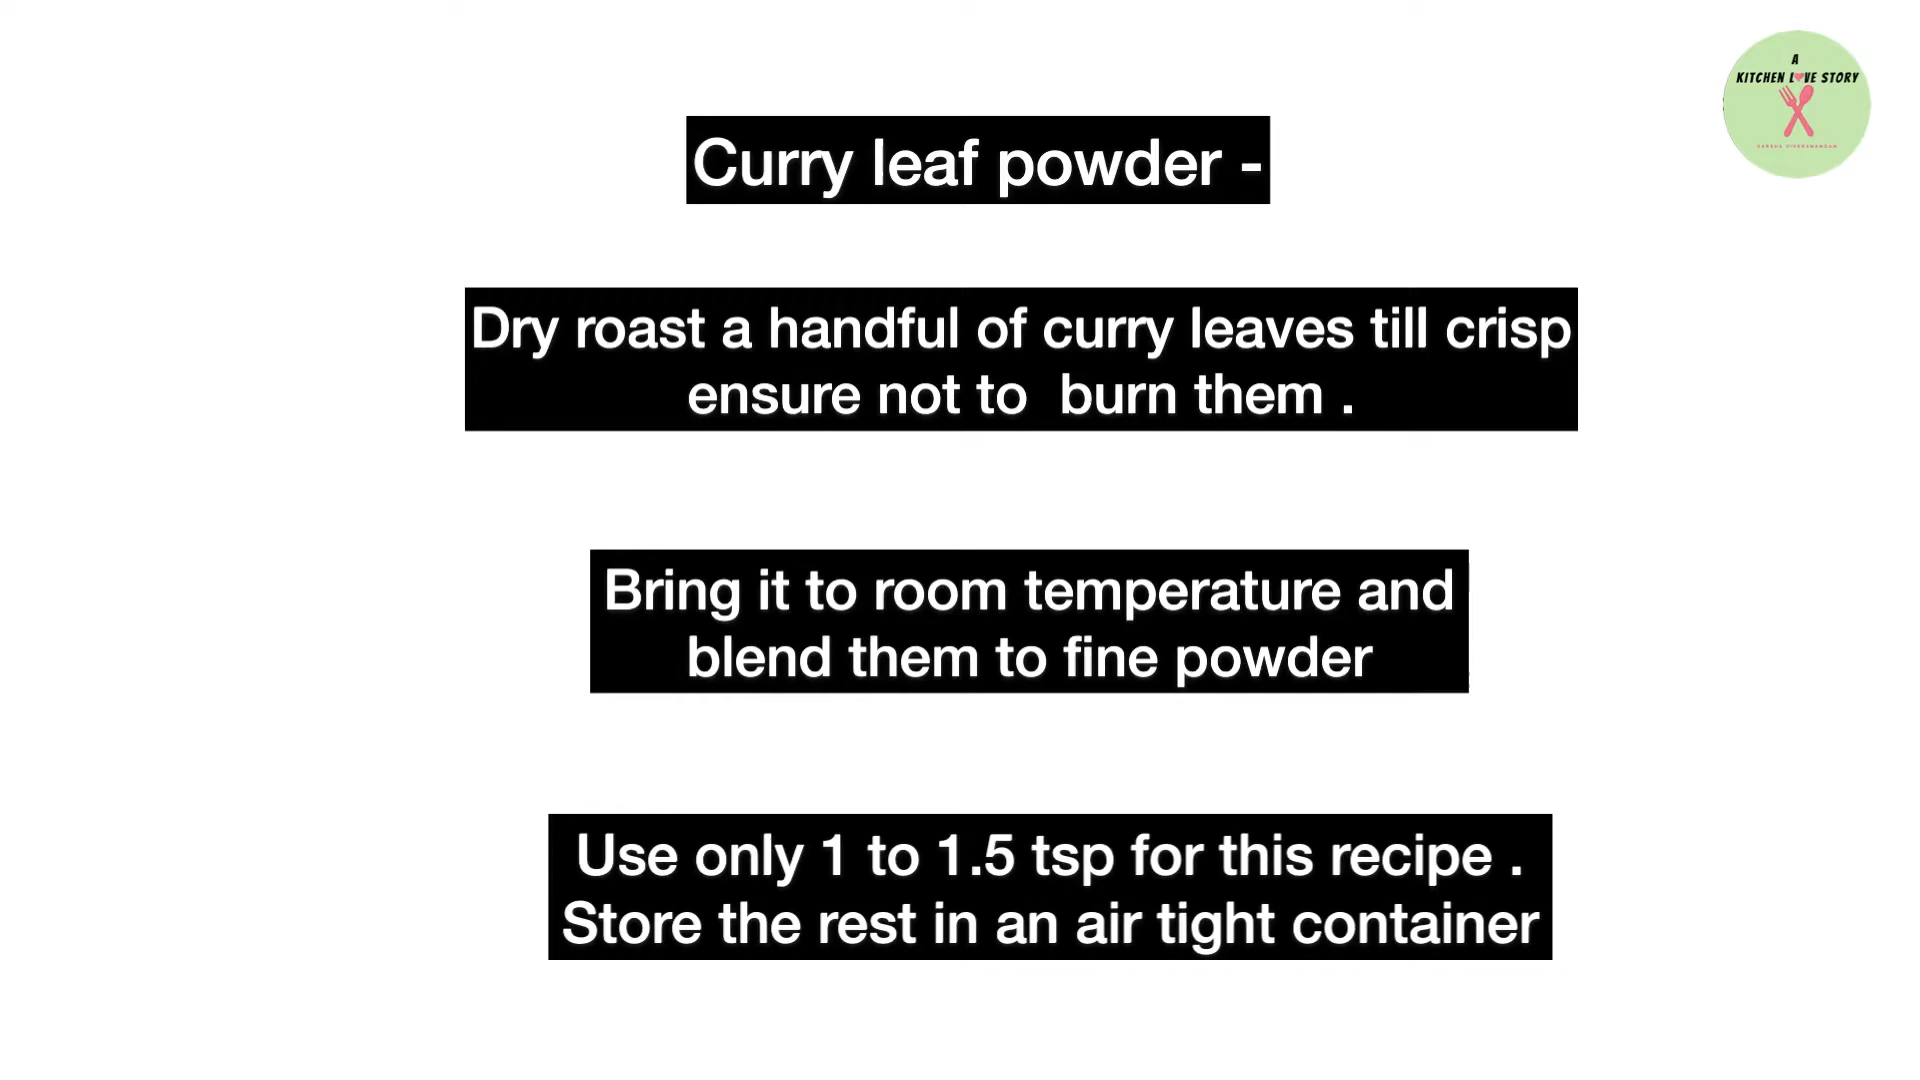 A
KITCHEN LOVE STORY
Curry leaf powder -
Dry roast a handful of curry leaves till crisp
ensure not to  burn them .
Bring it to room temperature and
blend them to fine powder
Use only 1 to 1.5 tsp for this recipe .
Store the rest in an air tight container